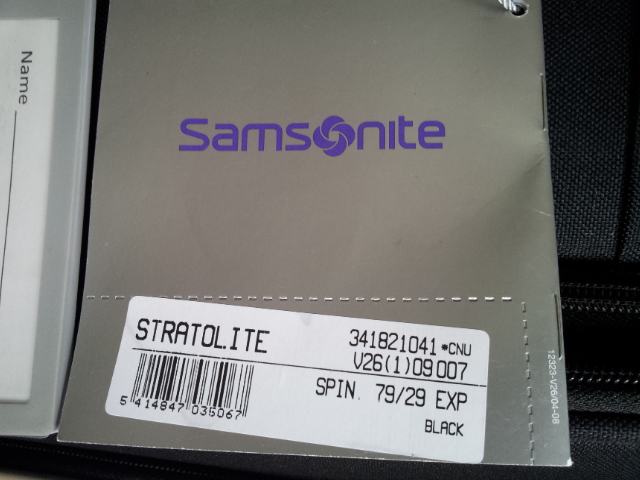 Name
Samsonite
STRATOLITE
341821041*CNU
V26(1)09007
SPIN. 79/29 EXP
BLACK
5 414847 035067
12323-V26/04-08